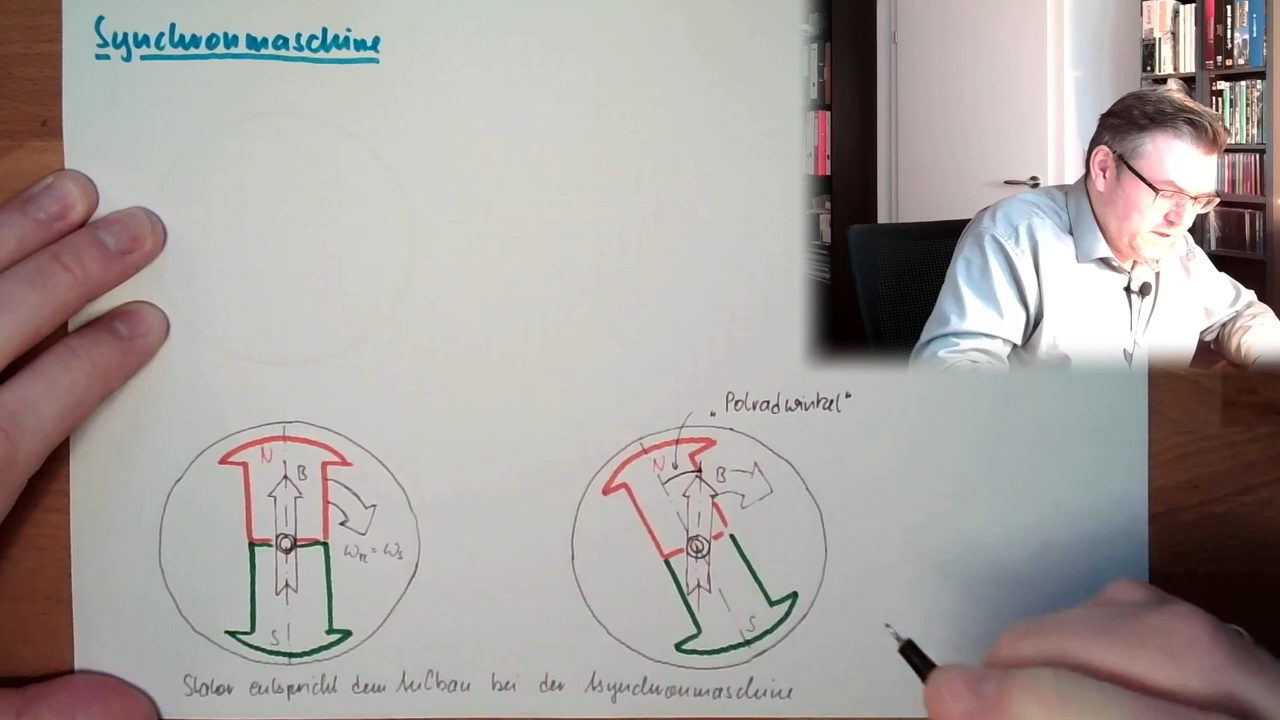 Synchronmaschine
„Polradwinkel“
N
B
ωR = ωs
S
N
B
S
Stator entspricht dem Aufbau bei der Asynchronmaschine